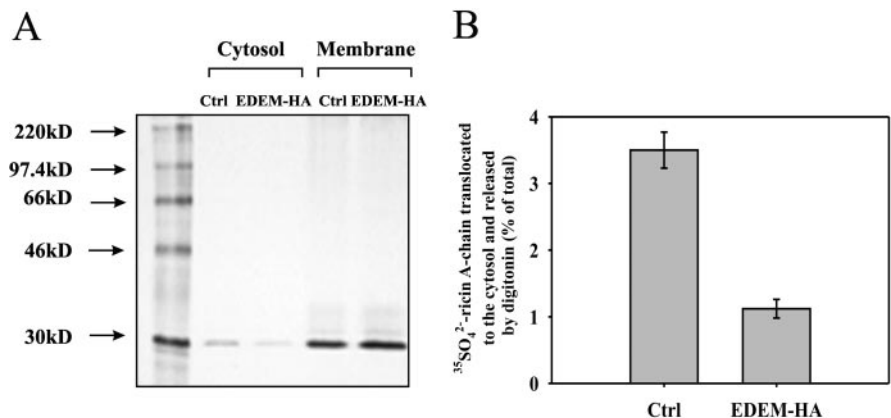 A
Cytosol Membrane
Ctrl EDEM-HA Ctrl EDEM-HA
220kD
97.4kD
66kD
46kD
30kD
B
³⁵SO₄²⁻-ricin A-chain translocated
to the cytosol and released
by digitonin (% of total)
4
3
2
1
0
Ctrl EDEM-HA